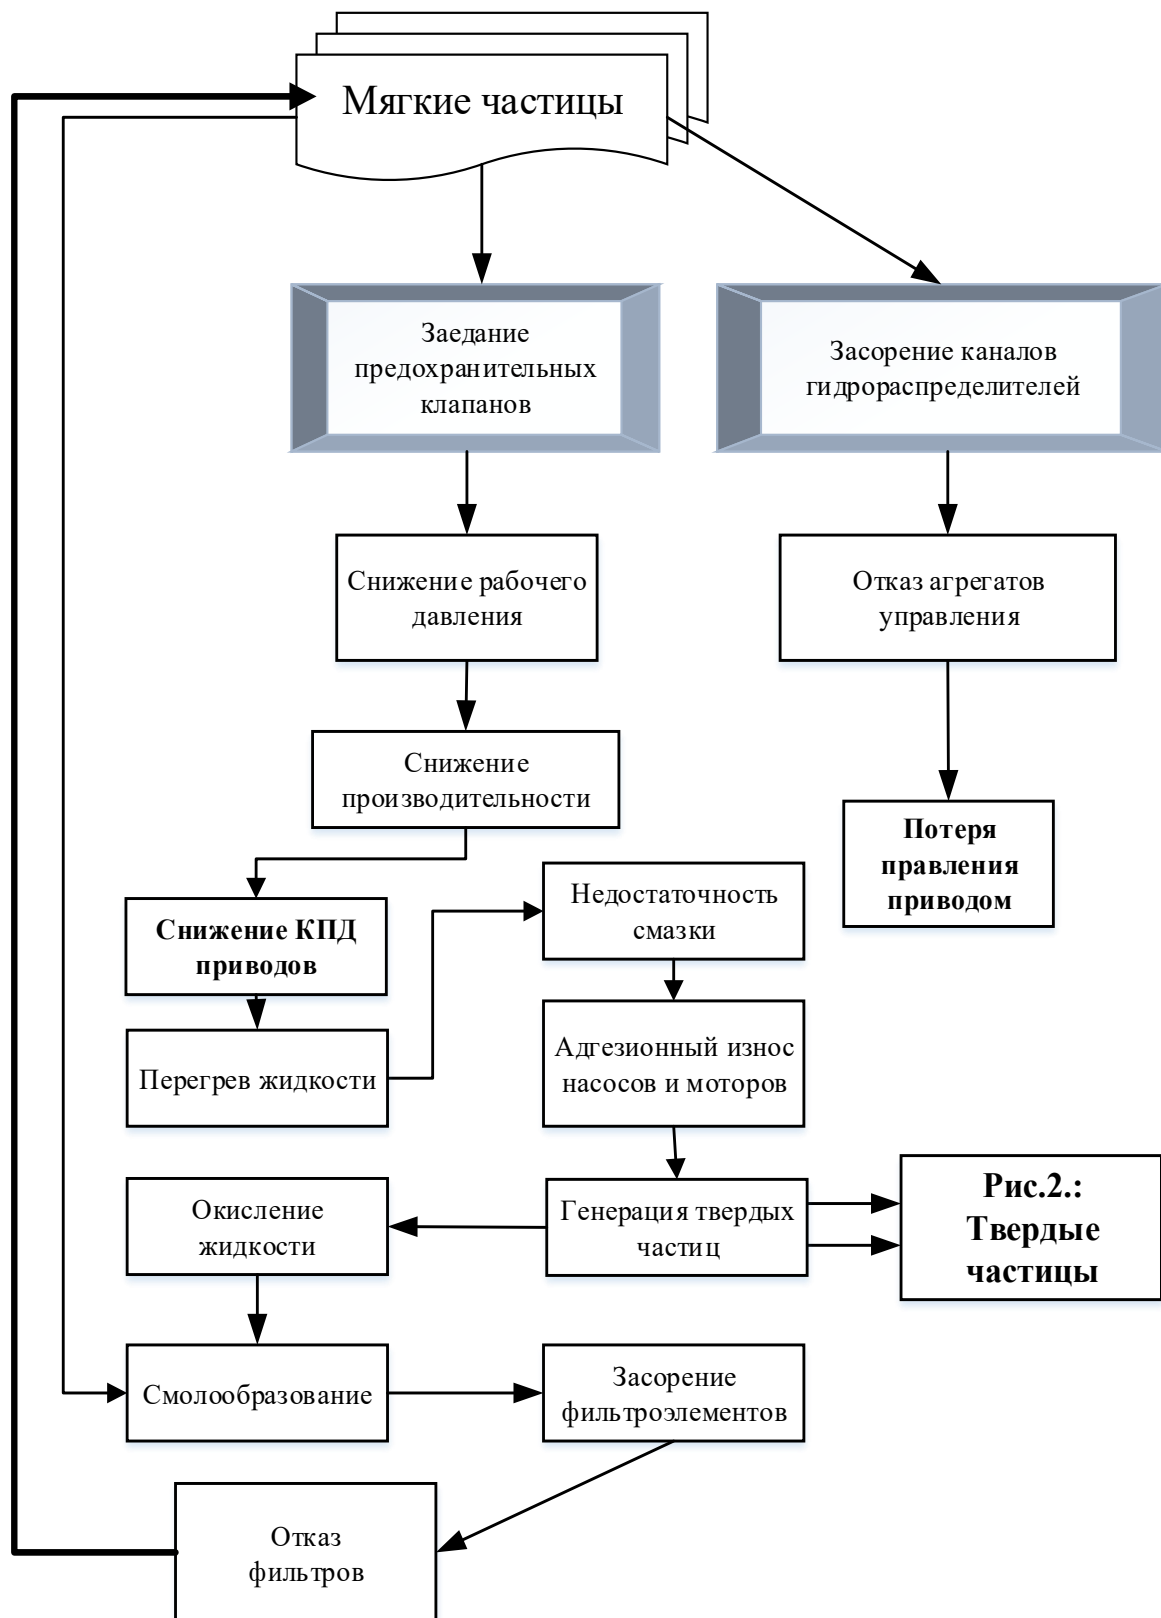 Мягкие частицы
Заедание
предохранительных
клапанов
Засорение каналов
гидрораспределителей
Снижение рабочего
давления
Отказ агрегатов
управления
Снижение
производительности
Потеря
правления
приводом
Недостаточность
смазки
Снижение КПД
приводов
Адгезионный износ
насосов и моторов
Перегрев жидкости
Окисление
жидкости
Генерация твердых
частиц
Рис.2.:
Твердые
частицы
Смолообразование
Засорение
фильтроэлементов
Отказ
фильтров